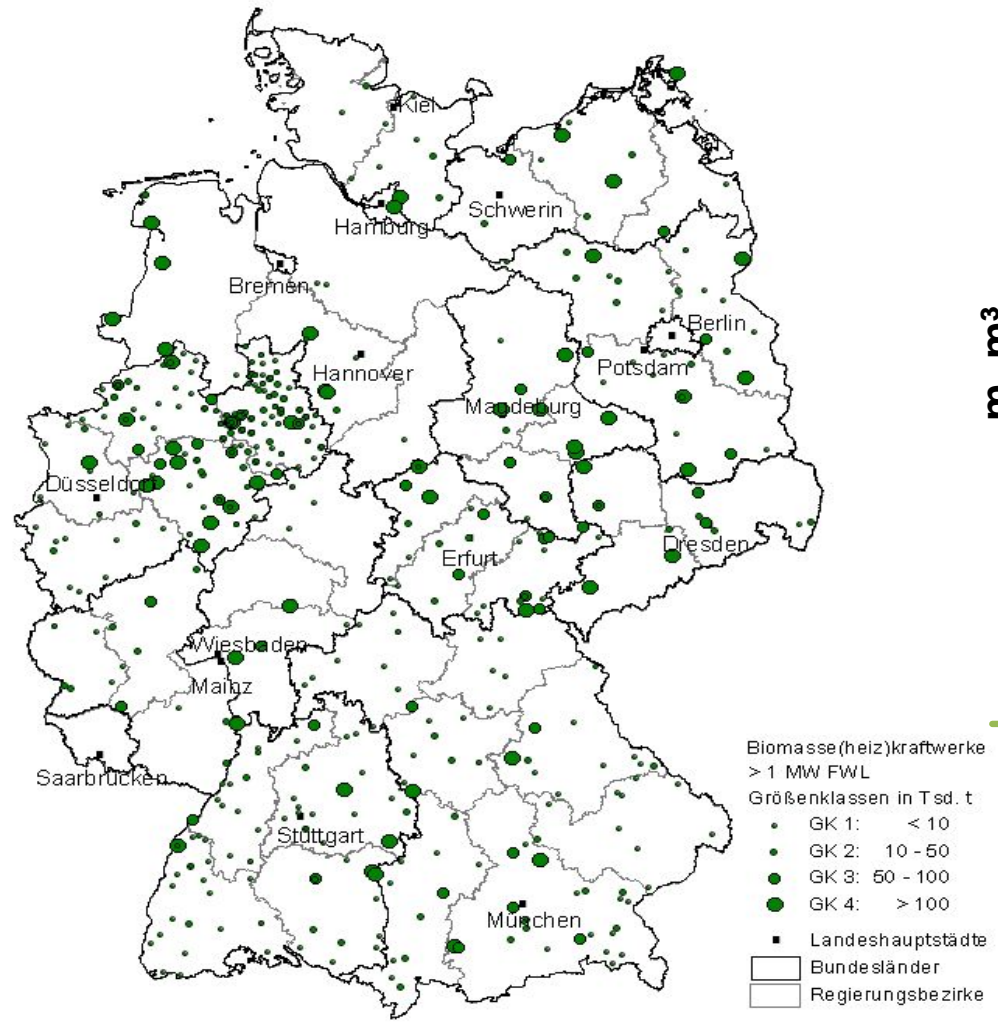 Kiel
Schwerin
Hamburg
Bremen
Berlin
Hannover
Potsdam
Magdeburg
Düsseldorf
Erfurt
Dresden
Wiesbaden
Mainz
Saarbrücken
Stuttgart
München
m m³
Biomasse(heiz)kraftwerke
> 1 MW FWL
Größenklassen in Tsd. t
GK 1: < 10
GK 2: 10 - 50
GK 3: 50 - 100
GK 4: > 100
Landeshauptstädte
Bundesländer
Regierungsbezirke